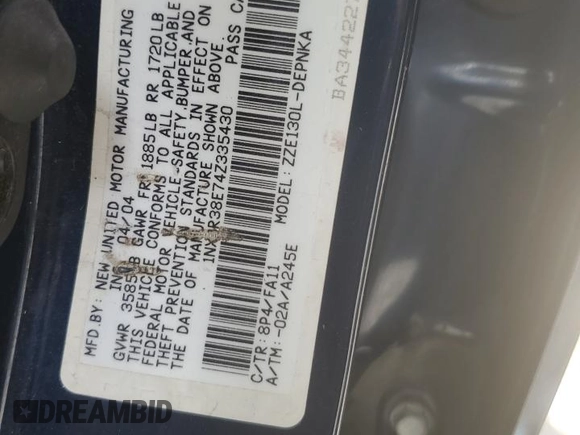 MFD.BY: NEW UNITED MOTOR MANUFACTURING
INC. 04/04
GVWR 3585LB GAWR FR 1885LB RR 1720LB
THIS VEHICLE CONFORMS TO ALL APPLICABLE
FEDERAL MOTOR VEHICLE-SAFETY,BUMPER,AND
THEFT PREVENTION STANDARDS IN EFFECT ON
THE DATE OF MANUFACTURE SHOWN ABOVE.
PASS CA
C/TR: 8P4/FA11
MODEL: ZZE130L-DEPNKA
A/TM: -02A/A245E
BA344227
DREAMBID